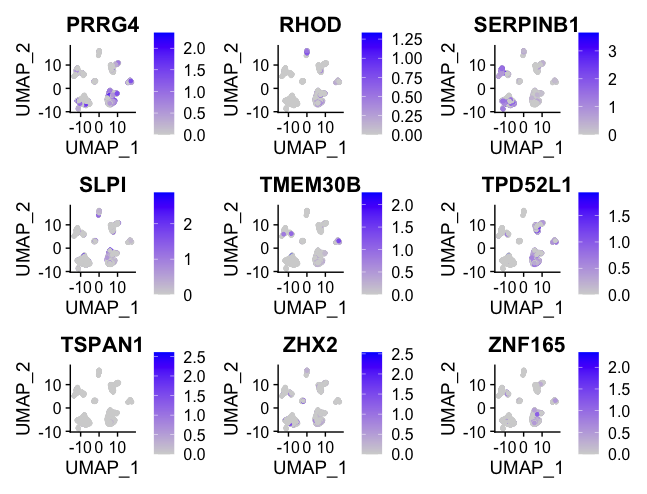 PRRG4 RHOD SERPINB1
UMAP_2 10 0 -10 2.0 1.5 1.0 0.5 0.0 UMAP_2 10 0 -10 1.25 1.00 0.75 0.50 0.25 0.00 UMAP_2 10 0 -10 3 2 1 0
-10 0 10 -10 0 10 -10 0 10
UMAP_1 UMAP_1 UMAP_1
SLPI TMEM30B TPD52L1
UMAP_2 10 0 -10 2 1 0 UMAP_2 10 0 -10 2.0 1.5 1.0 0.5 0.0 UMAP_2 10 0 -10 1.5 1.0 0.5 0.0
-10 0 10 -10 0 10 -10 0 10
UMAP_1 UMAP_1 UMAP_1
TSPAN1 ZHX2 ZNF165
UMAP_2 10 0 -10 2.5 2.0 1.5 1.0 0.5 0.0 UMAP_2 10 0 -10 2.5 2.0 1.5 1.0 0.5 0.0 UMAP_2 10 0 -10 2.0 1.5 1.0 0.5 0.0
-10 0 10 -10 0 10 -10 0 10
UMAP_1 UMAP_1 UMAP_1